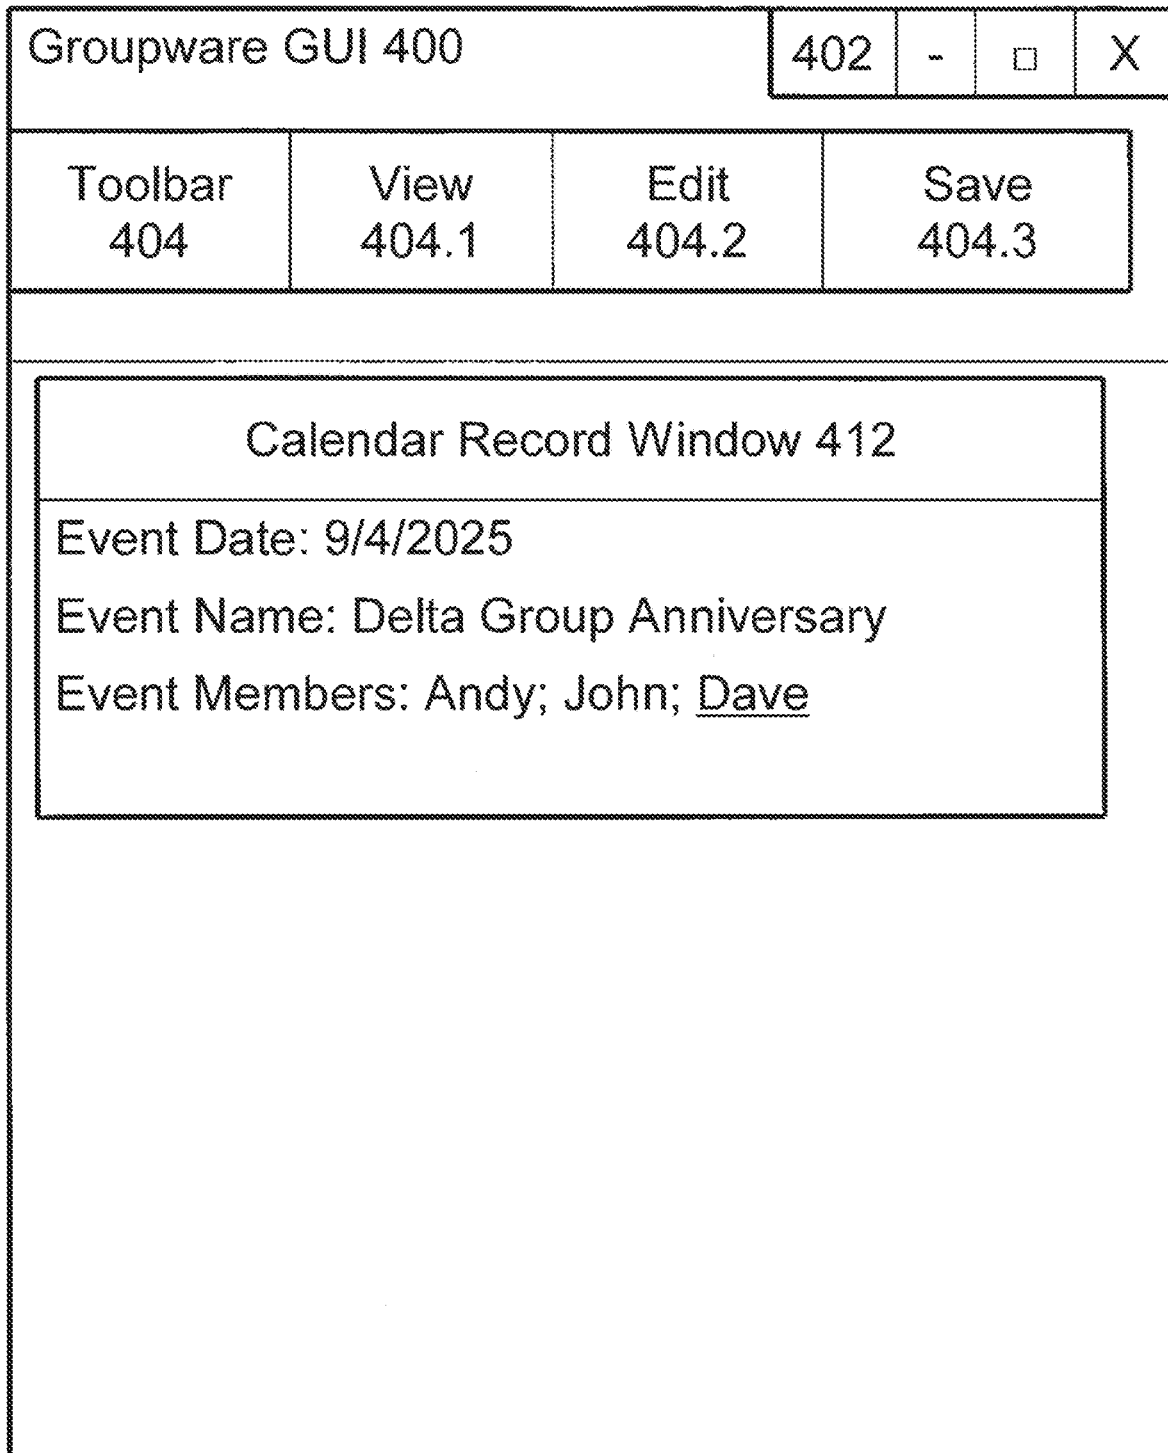 Groupware GUI 400
402 - □ X
Toolbar View Edit Save
404 404.1 404.2 404.3
Calendar Record Window 412
Event Date: 9/4/2025
Event Name: Delta Group Anniversary
Event Members: Andy; John; Dave